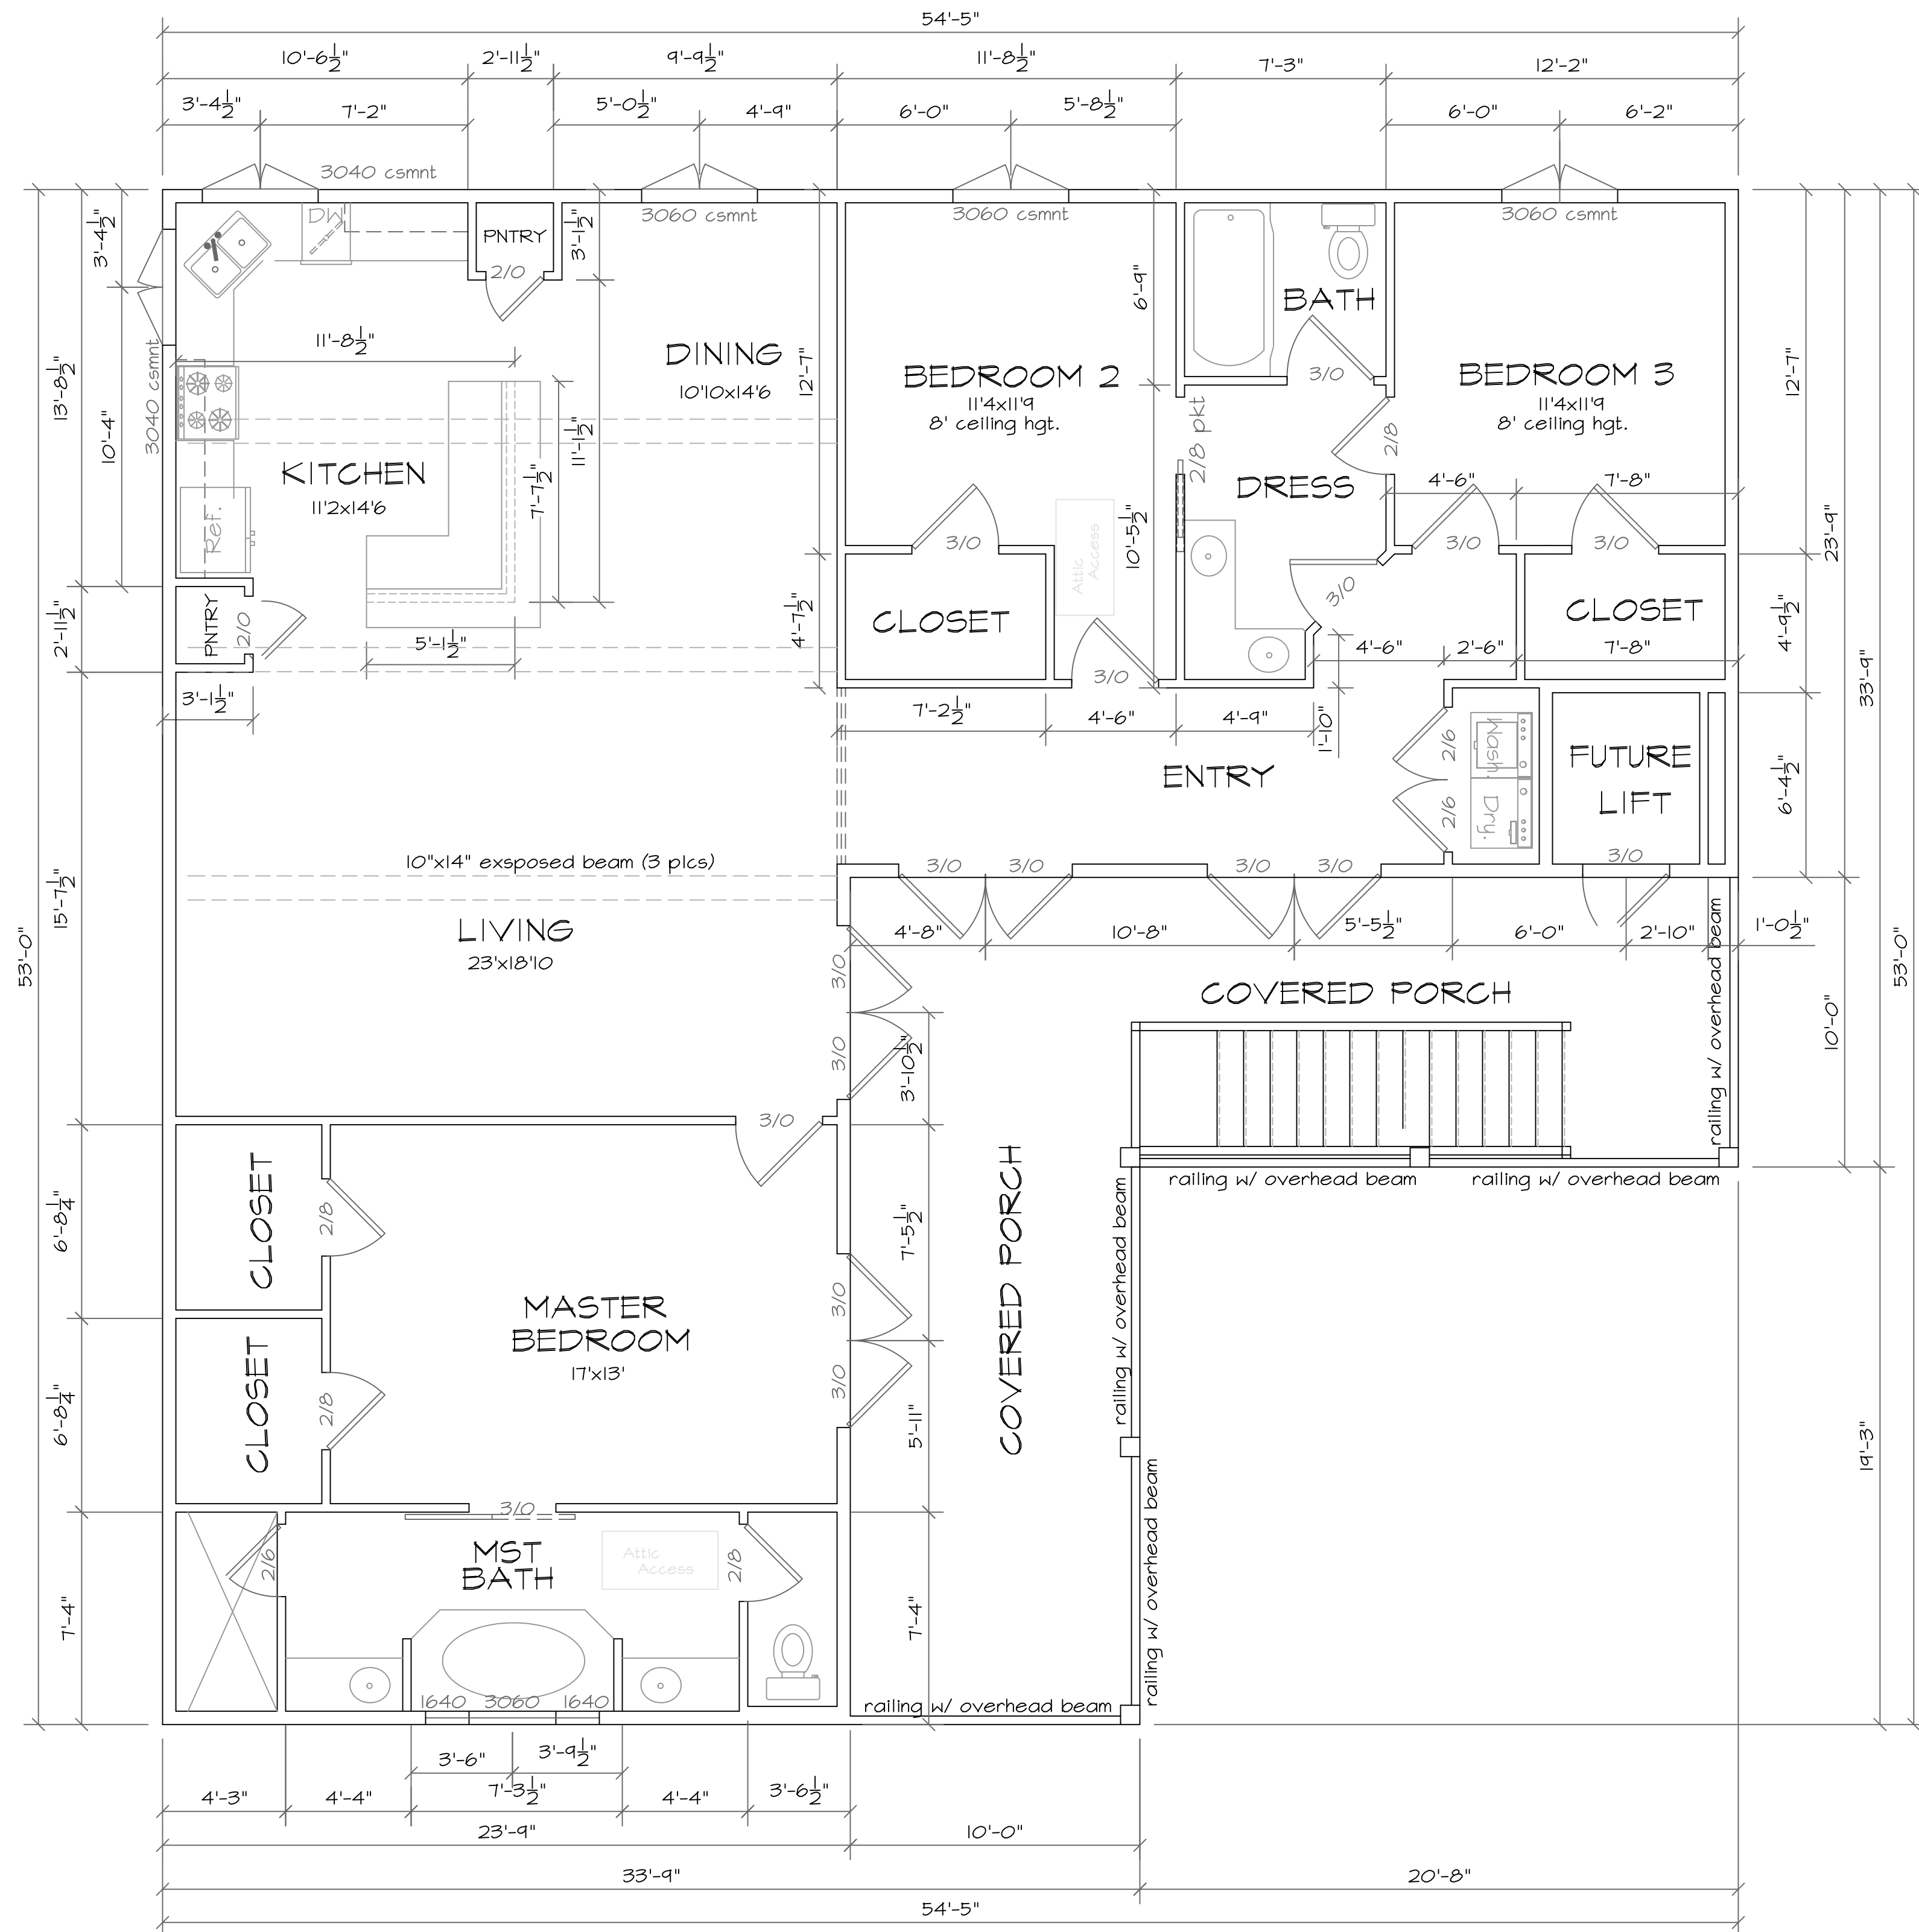 54'-5"
10'-6 1/2" 2'-11 1/2" 9'-9 1/2" 11'-8 1/2" 7'-3" 12'-2"
3'-4 1/2" 7'-2" 5'-0 1/2" 4'-9" 6'-0" 5'-8 1/2" 6'-0" 6'-2"
3040 csmnt
3060 csmnt 3060 csmnt 3060 csmnt
DW
PNTRY
2/0
3'-1 1/2"
3'-4 1/2"
3040 csmnt
13'-8 1/2"
10'-4"
11'-8 1/2"
DINING
10'10x14'6
12'-7"
6'-9"
BATH
3/0
BEDROOM 2
11'4x11'9
8' ceiling hgt.
BEDROOM 3
11'4x11'9
8' ceiling hgt.
12'-7"
2/8 pkt
2/8
KITCHEN
11'2x14'6
11'-1 1/2"
7'-7 1/2"
Ref.
DRESS
4'-6" 7'-8"
3/0
3/0 3/0
Attic
Access
10'-5 1/2"
3/0
23'-9"
2'-11 1/2"
PNTRY
2/0
5'-1 1/2"
4'-7 1/2"
CLOSET
CLOSET
4'-9 1/2"
4'-6" 2'-6" 7'-8"
3/0
33'-9"
3'-1 1/2"
7'-2 1/2" 4'-6" 4'-9" 1'-10"
ENTRY
2/6
2/6
Wash.
Dry.
FUTURE
LIFT
3/0
6'-4 1/2"
10"x14" exsposed beam (3 plcs)
3/0 3/0 3/0 3/0
15'-7 1/2"
53'-0"
LIVING
23'x18'10
4'-8" 10'-8" 5'-5 1/2" 6'-0" 2'-10" 1'-0 1/2"
53'-0"
3/0
3/0
COVERED PORCH
railing w/ overhead beam
10'-0"
3'-10 1/2"
3/0
railing w/ overhead beam railing w/ overhead beam
CLOSET
2/8
6'-8 1/4"
7'-5 1/2"
COVERED PORCH
railing w/ overhead beam
MASTER
BEDROOM
17'x13'
3/0
3/0
CLOSET
2/8
6'-8 1/4"
5'-11"
19'-3"
railing w/ overhead beam
3/0
MST
BATH
2/6
Attic
Access
2/8
7'-4"
7'-4"
1640 3060 1640
railing w/ overhead beam
3'-6" 3'-9 1/2"
4'-3" 4'-4" 7'-3 1/2" 4'-4" 3'-6 1/2"
23'-9" 10'-0"
33'-9" 20'-8"
54'-5"